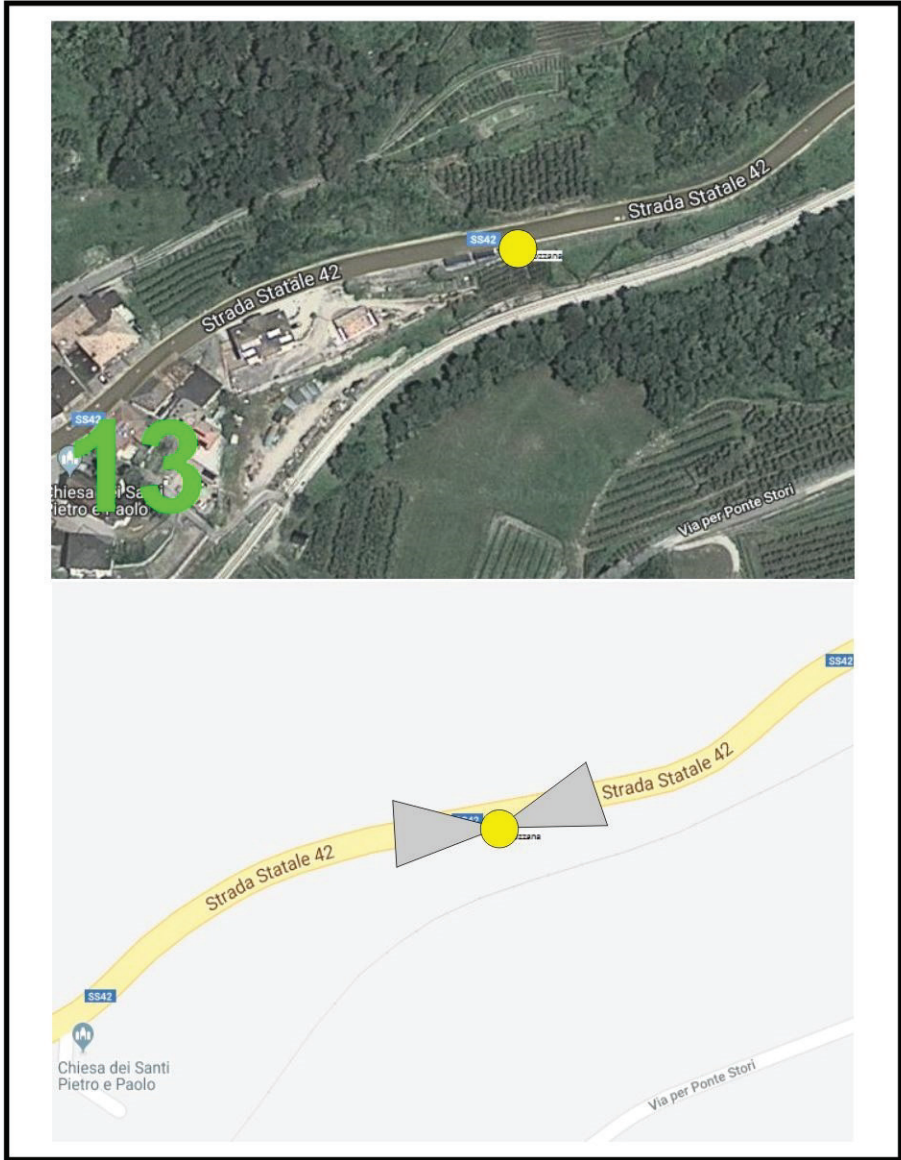 Strada Statale 42
SS42
Strada Statale 42
SS42
13
Chiesa dei Santi
Pietro e Paolo
Via per Ponte Stori
SS42
Strada Statale 42
Strada Statale 42
SS42
Chiesa dei Santi
Pietro e Paolo
Via per Ponte Stori